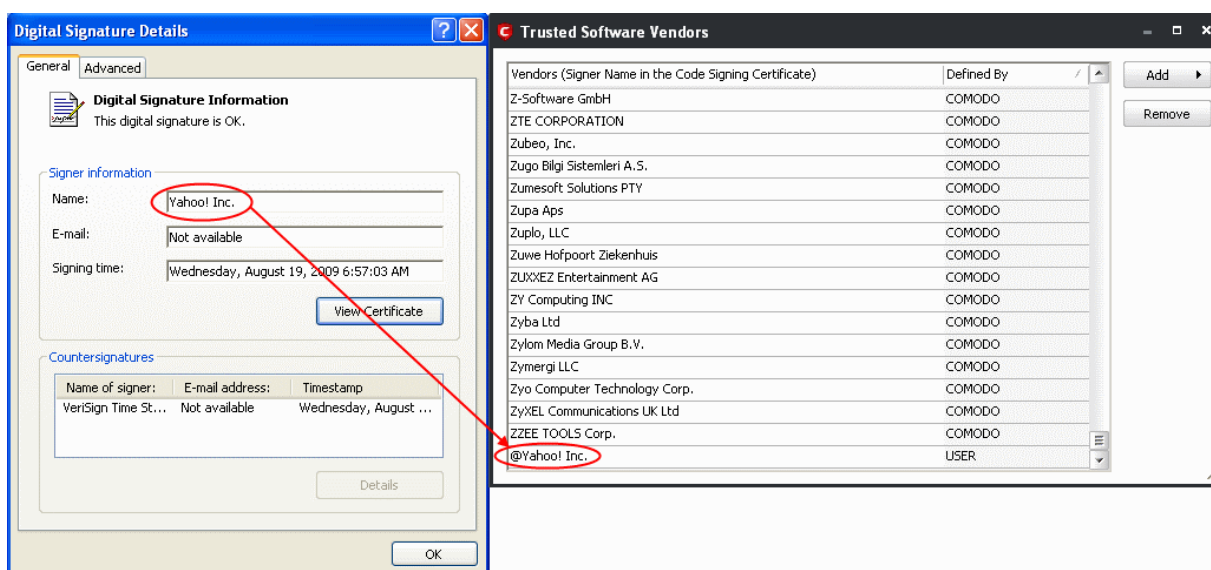 Digital Signature Details
General Advanced
Digital Signature Information
This digital signature is OK.
Signer information
Name: Yahoo! Inc.
E-mail: Not available
Signing time: Wednesday, August 19, 2009 6:57:03 AM
View Certificate
Countersignatures
Name of signer: E-mail address: Timestamp
VeriSign Time St... Not available Wednesday, August ...
Details
OK
Trusted Software Vendors
Vendors (Signer Name in the Code Signing Certificate) Defined By
Z-Software GmbH COMODO
ZTE CORPORATION COMODO
Zubeo, Inc. COMODO
Zugo Bilgi Sistemleri A.S. COMODO
Zumesoft Solutions PTY COMODO
Zupa Aps COMODO
Zuplo, LLC COMODO
Zuwe Hofpoort Ziekenhuis COMODO
ZUXXEZ Entertainment AG COMODO
ZY Computing INC COMODO
Zyba Ltd COMODO
Zylom Media Group B.V. COMODO
Zymergi LLC COMODO
Zyo Computer Technology Corp. COMODO
ZyXEL Communications UK Ltd COMODO
ZZEE TOOLS Corp. COMODO
@Yahoo! Inc. USER
Add
Remove